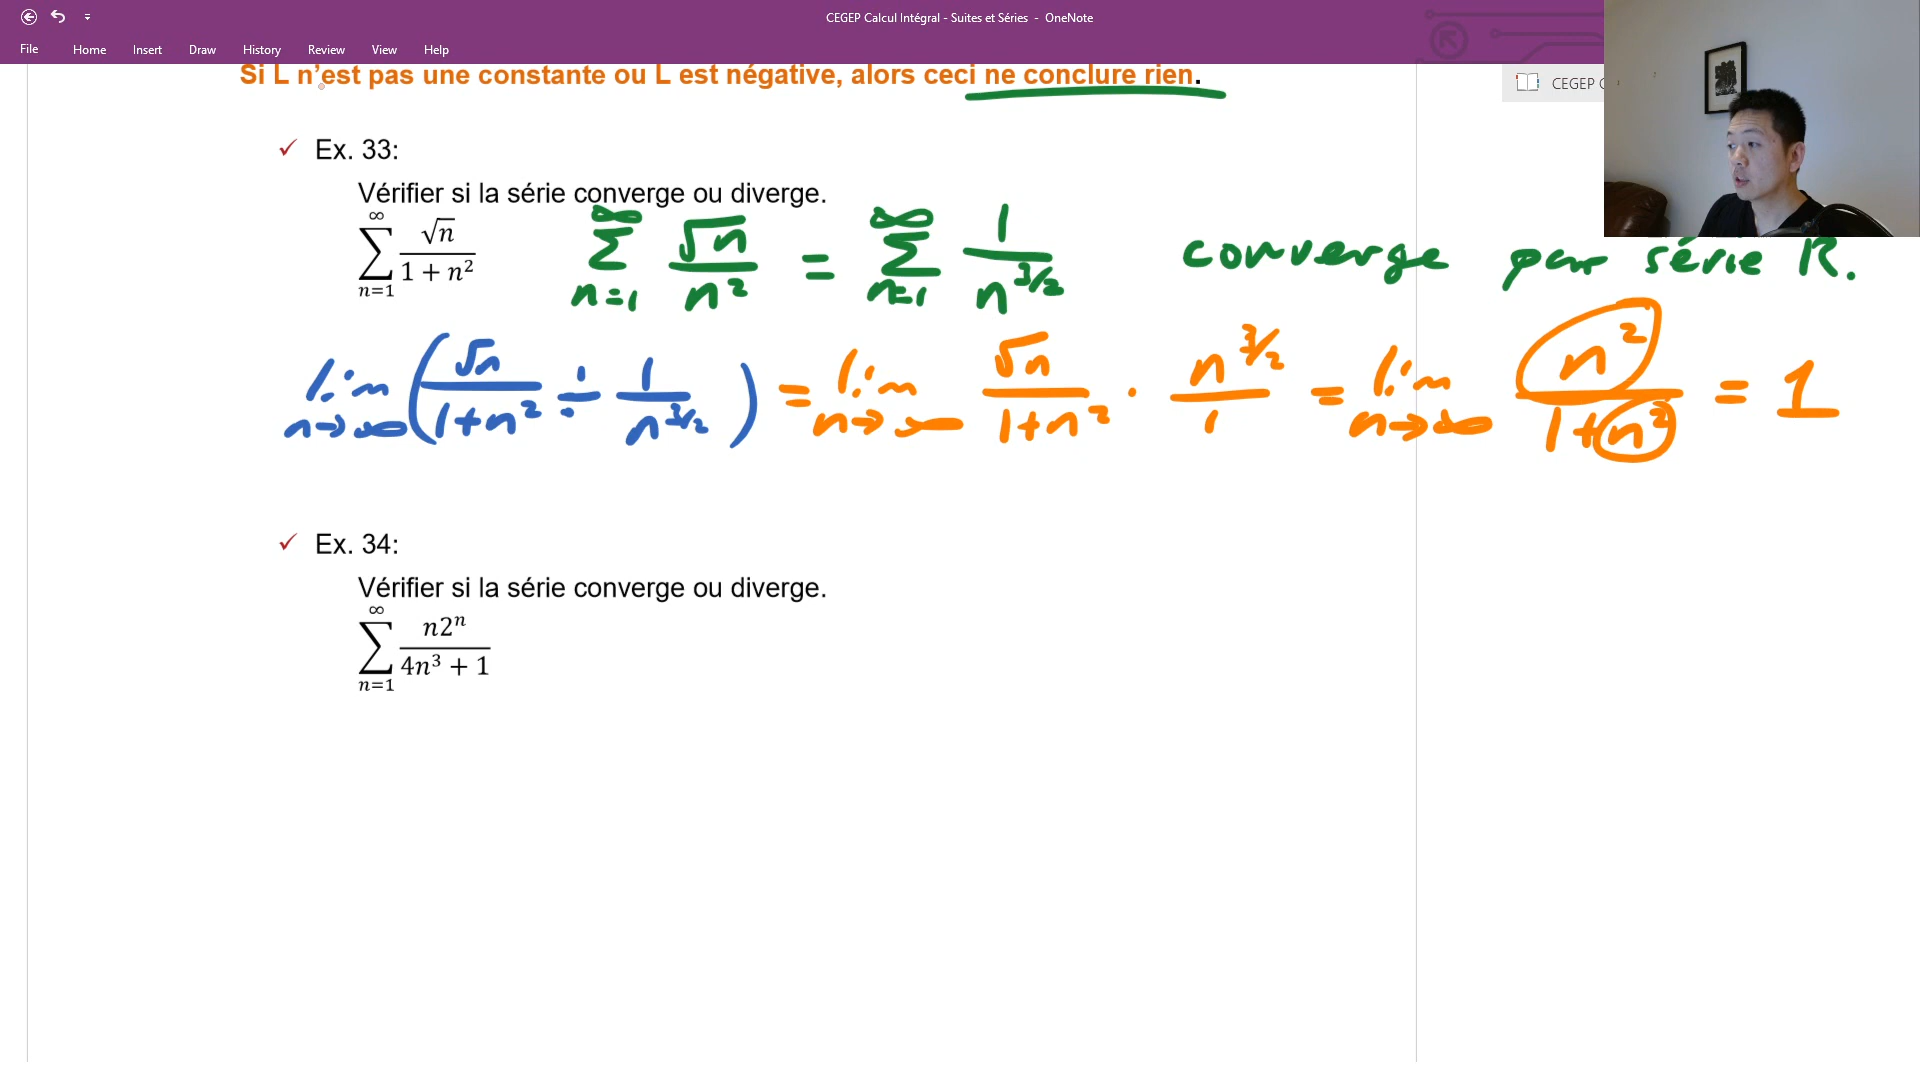 CEGEP Calcul Intégral - Suites et Séries - OneNote
File Home Insert Draw History Review View Help
Si L n'est pas une constante ou L est négative, alors ceci ne conclure rien.
CEGEP C
✓ Ex. 33:
Vérifier si la série converge ou diverge.
∞ ∑ n=1 √n / (1 + n²)
∞ ∑ n=1 √n / n² = ∞ ∑ n=1 1 / n^(3/2) converge par série R.
lim n→∞ ( √n / (1+n²) ÷ 1 / n^(3/2) ) = lim n→∞ √n / (1+n²) · n^(3/2) / 1 = lim n→∞ n² / (1+n²) = 1
✓ Ex. 34:
Vérifier si la série converge ou diverge.
∞ ∑ n=1 n2ⁿ / (4n³ + 1)